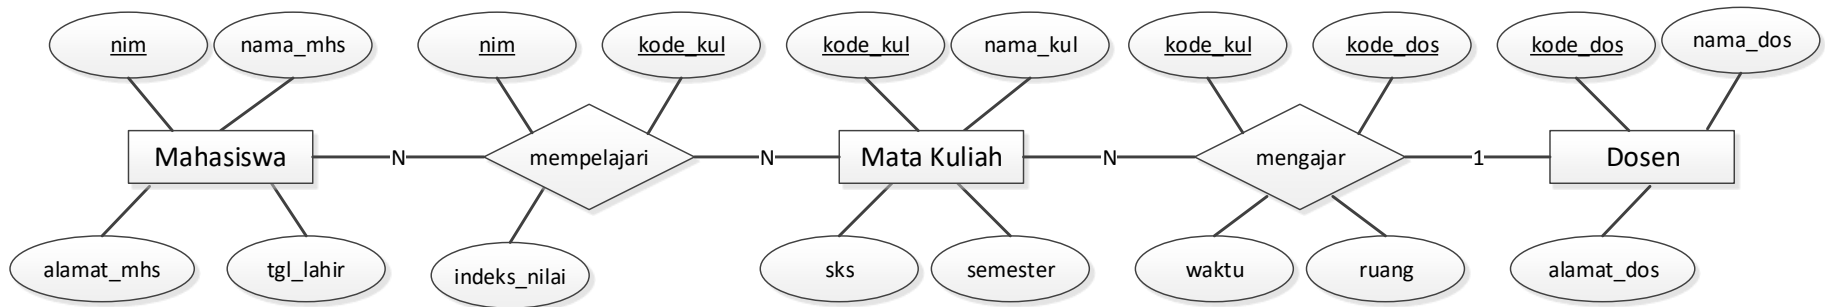 nim
nama_mhs
nim
kode_kul
kode_kul
nama_kul
kode_kul
kode_dos
kode_dos
nama_dos
Mahasiswa
N
mempelajari
N
Mata Kuliah
N
mengajar
1
Dosen
alamat_mhs
tgl_lahir
indeks_nilai
sks
semester
waktu
ruang
alamat_dos